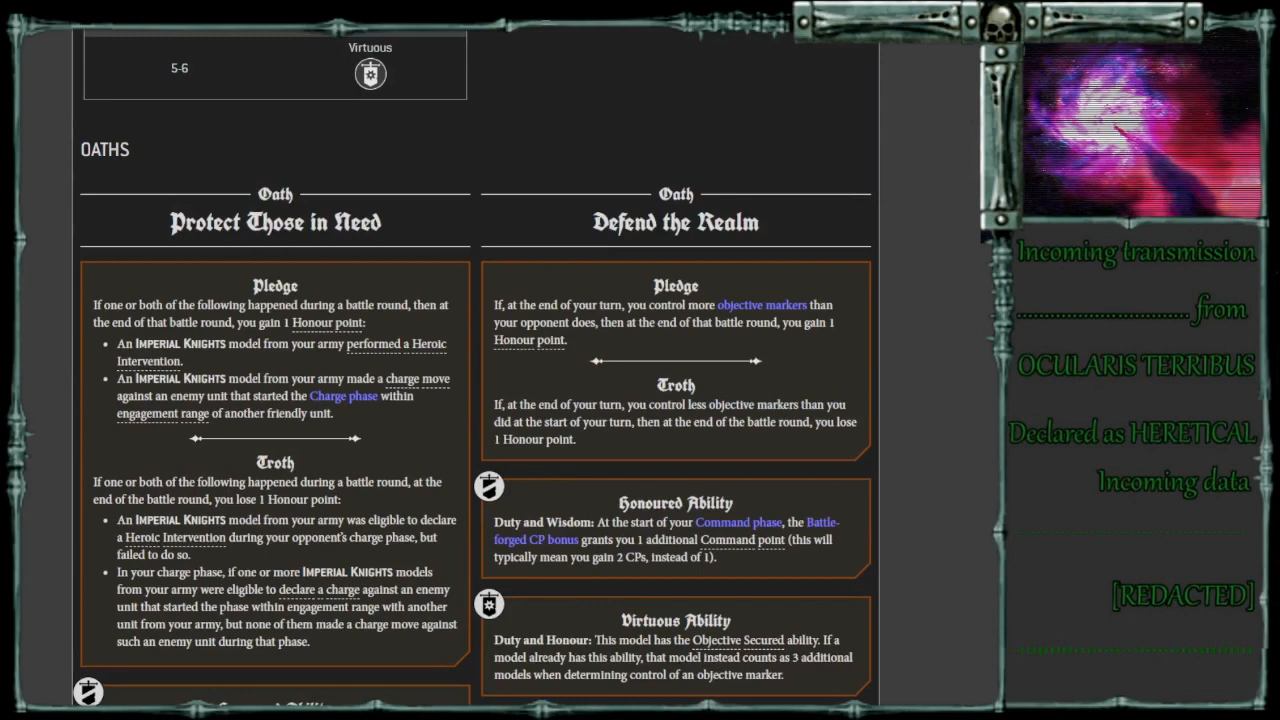 Virtuous
5-6
OATHS
Oath
Protect Those in Need
Pledge
If one or both of the following happened during a battle round, then at
the end of that battle round, you gain 1 Honour point:
• An IMPERIAL KNIGHTS model from your army performed a Heroic
Intervention.
• An IMPERIAL KNIGHTS model from your army made a charge move
against an enemy unit that started the Charge phase within
engagement range of another friendly unit.
Troth
If one or both of the following happened during a battle round, at the
end of the battle round, you lose 1 Honour point:
• An IMPERIAL KNIGHTS model from your army was eligible to declare
a Heroic Intervention during your opponent's charge phase, but
failed to do so.
• In your charge phase, if one or more IMPERIAL KNIGHTS models
from your army were eligible to declare a charge against an enemy
unit that started the phase within engagement range with another
unit from your army, but none of them made a charge move against
such an enemy unit during that phase.
Oath
Defend the Realm
Pledge
If, at the end of your turn, you control more objective markers than
your opponent does, then at the end of that battle round, you gain 1
Honour point.
Troth
If, at the end of your turn, you control less objective markers than you
did at the start of your turn, then at the end of the battle round, you lose
1 Honour point.
Honoured Ability
Duty and Wisdom: At the start of your Command phase, the Battle-
forged CP bonus grants you 1 additional Command point (this will
typically mean you gain 2 CPs, instead of 1).
Virtuous Ability
Duty and Honour: This model has the Objective Secured ability. If a
model already has this ability, that model instead counts as 3 additional
models when determining control of an objective marker.
Incoming transmission
.............................. from
OCULARIS TERRIBUS
Declared as HERETICAL
Incoming data
[REDACTED]